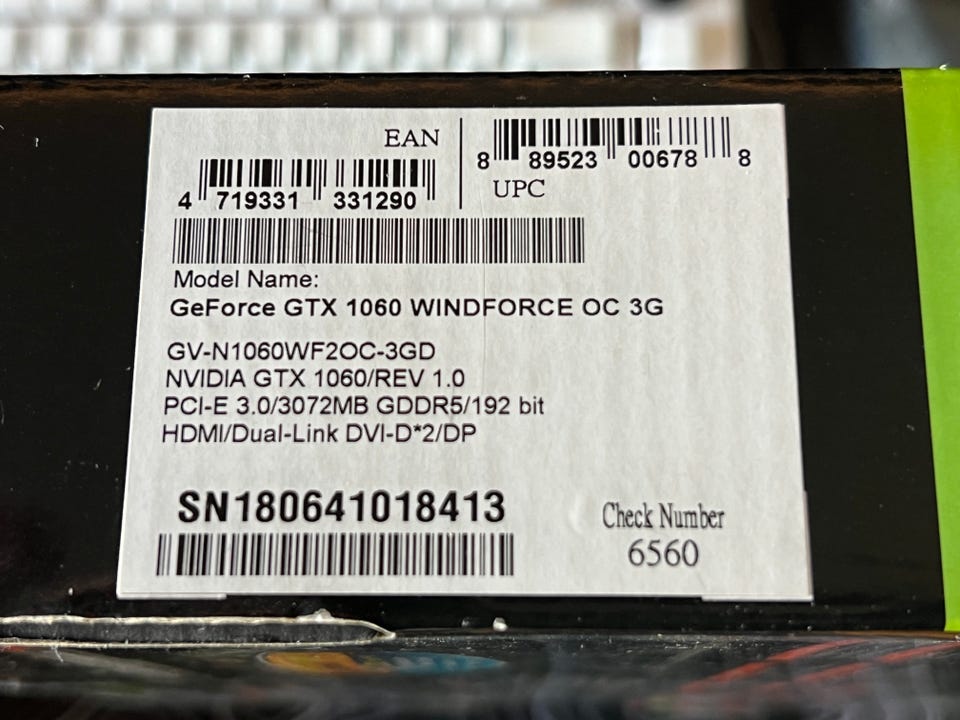 EAN
4 719331 331290
8 89523 00678 8
UPC
Model Name:
GeForce GTX 1060 WINDFORCE OC 3G
GV-N1060WF2OC-3GD
NVIDIA GTX 1060/REV 1.0
PCI-E 3.0/3072MB GDDR5/192 bit
HDMI/Dual-Link DVI-D*2/DP
SN180641018413
Check Number
6560